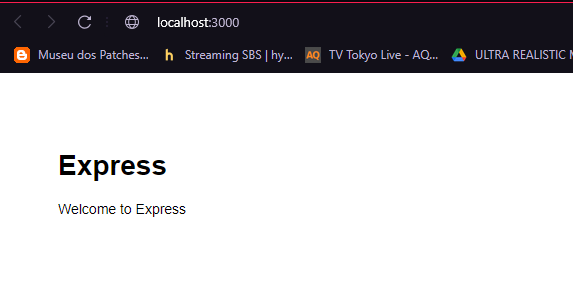 localhost:3000
Museu dos Patches... Streaming SBS | hy... AQ TV Tokyo Live - AQ... ULTRA REALISTIC M
Express
Welcome to Express